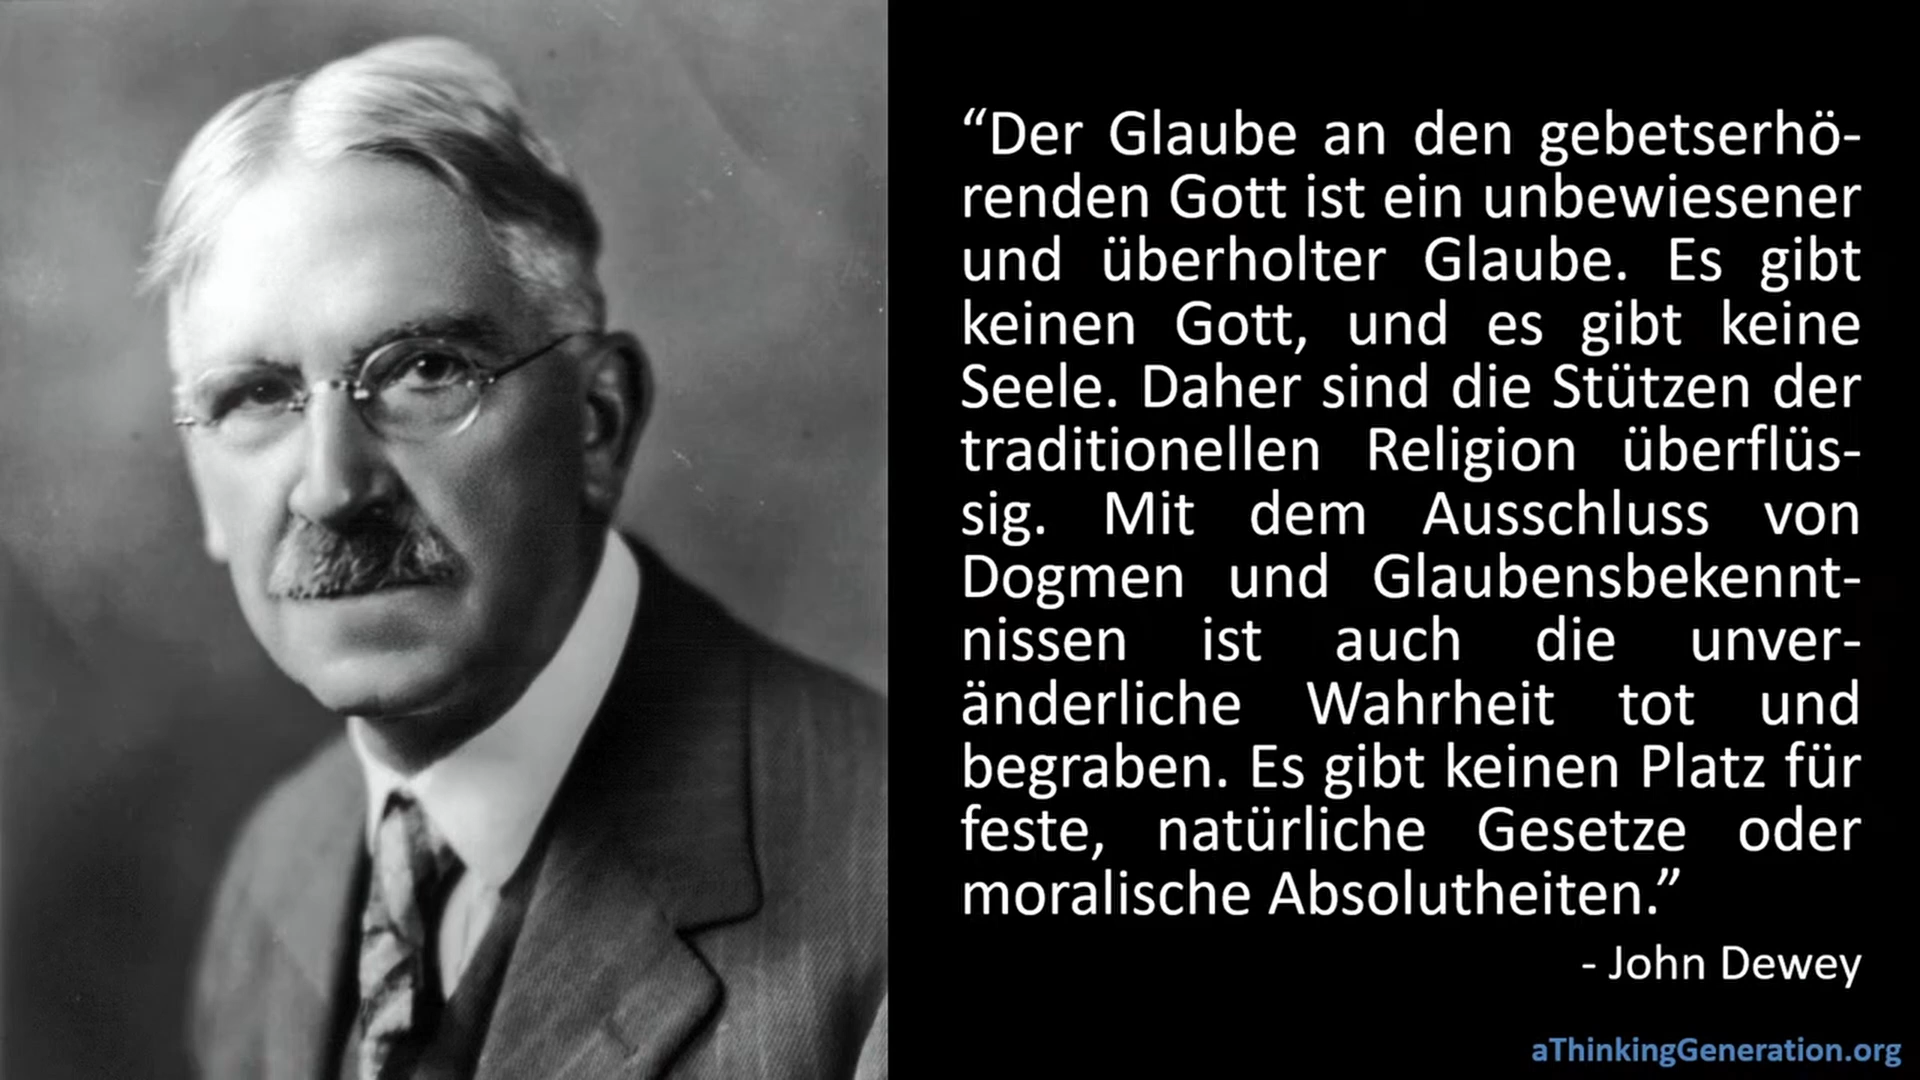 “Der Glaube an den gebetserhö-
renden Gott ist ein unbewiesener
und überholter Glaube. Es gibt
keinen Gott, und es gibt keine
Seele. Daher sind die Stützen der
traditionellen Religion überflüs-
sig. Mit dem Ausschluss von
Dogmen und Glaubensbekennt-
nissen ist auch die unver-
änderliche Wahrheit tot und
begraben. Es gibt keinen Platz für
feste, natürliche Gesetze oder
moralische Absolutheiten.”
- John Dewey
aThinkingGeneration.org